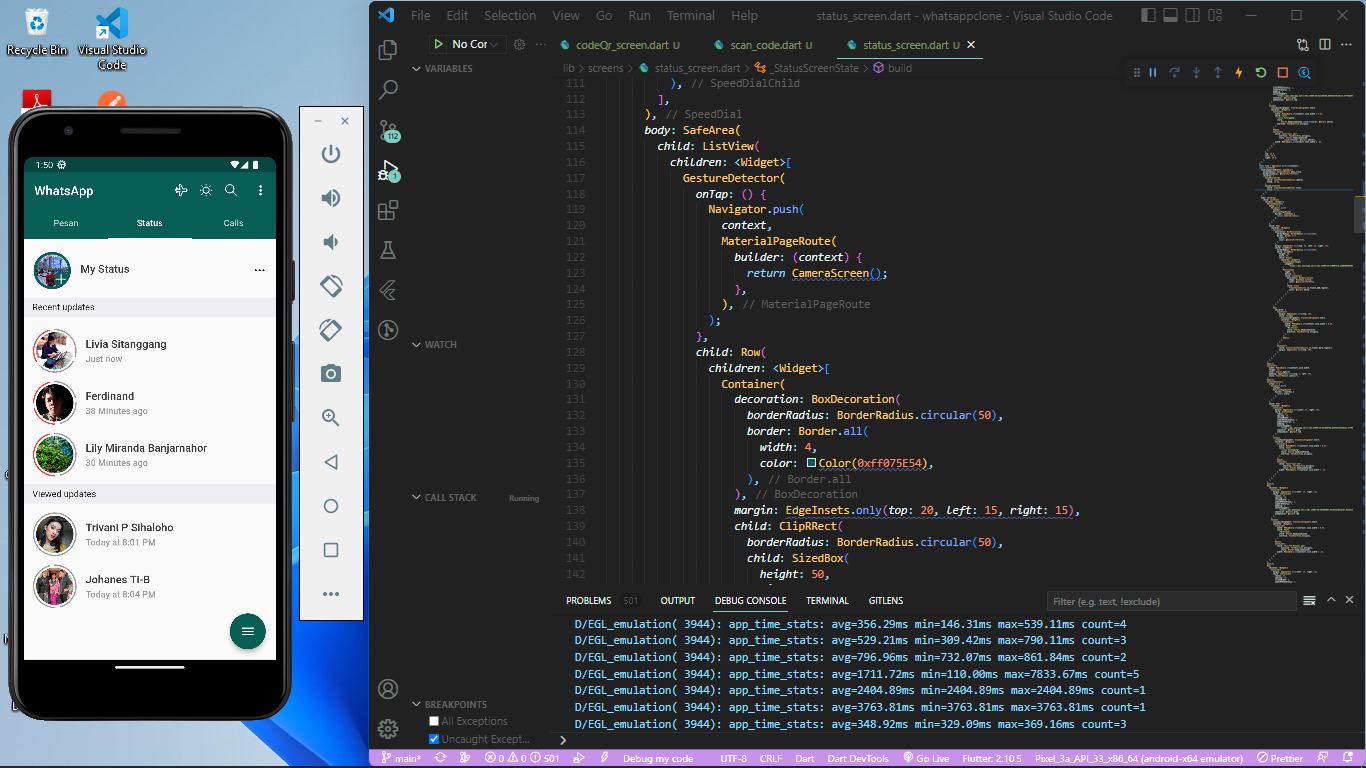 Recycle Bin
Visual Studio
Code
1:50
WhatsApp
Pesan
Status
Calls
My Status
Recent updates
Livia Sitanggang
Just now
Ferdinand
38 Minutes ago
Lily Miranda Banjarnahor
30 Minutes ago
Viewed updates
Trivani P Sihaloho
Today at 8:01 PM
Johanes TI-B
Today at 8:04 PM
File Edit Selection View Go Run Terminal Help
status_screen.dart - whatsappclone - Visual Studio Code
No Cor
codeQr_screen.dart U
scan_code.dart U
status_screen.dart U
lib > screens > status_screen.dart > _StatusScreenState > build
VARIABLES
WATCH
CALL STACK
Running
BREAKPOINTS
All Exceptions
Uncaught Except...
112
1
111 ), // SpeedDialChild
112 ],
113 ), // SpeedDial
114 body: SafeArea(
115 child: ListView(
116 children: <Widget>[
117 GestureDetector(
118 onTap: () {
119 Navigator.push(
120 context,
121 MaterialPageRoute(
122 builder: (context) {
123 return CameraScreen();
124 },
125 ), // MaterialPageRoute
126 );
127 },
128 child: Row(
129 children: <Widget>[
130 Container(
131 decoration: BoxDecoration(
132 borderRadius: BorderRadius.circular(50),
133 border: Border.all(
134 width: 4,
135 color: Color(0xff075E54),
136 ), // Border.all
137 ), // BoxDecoration
138 margin: EdgeInsets.only(top: 20, left: 15, right: 15),
139 child: ClipRRect(
140 borderRadius: BorderRadius.circular(50),
141 child: SizedBox(
142 height: 50,
PROBLEMS 501 OUTPUT DEBUG CONSOLE TERMINAL GITLENS
Filter (e.g. text, !exclude)
D/EGL_emulation( 3944): app_time_stats: avg=356.29ms min=146.31ms max=539.11ms count=4
D/EGL_emulation( 3944): app_time_stats: avg=529.21ms min=309.42ms max=790.11ms count=3
D/EGL_emulation( 3944): app_time_stats: avg=796.96ms min=732.07ms max=861.84ms count=2
D/EGL_emulation( 3944): app_time_stats: avg=1711.72ms min=110.00ms max=7833.67ms count=5
D/EGL_emulation( 3944): app_time_stats: avg=2404.89ms min=2404.89ms max=2404.89ms count=1
D/EGL_emulation( 3944): app_time_stats: avg=3763.81ms min=3763.81ms max=3763.81ms count=1
D/EGL_emulation( 3944): app_time_stats: avg=348.92ms min=329.09ms max=369.16ms count=3
main* 0 0 501 Debug my code UTF-8 CRLF Dart Dart DevTools Go Live Flutter: 2.10.5 Pixel_3a_API_33_x86_64 (android-x64 emulator) Prettier